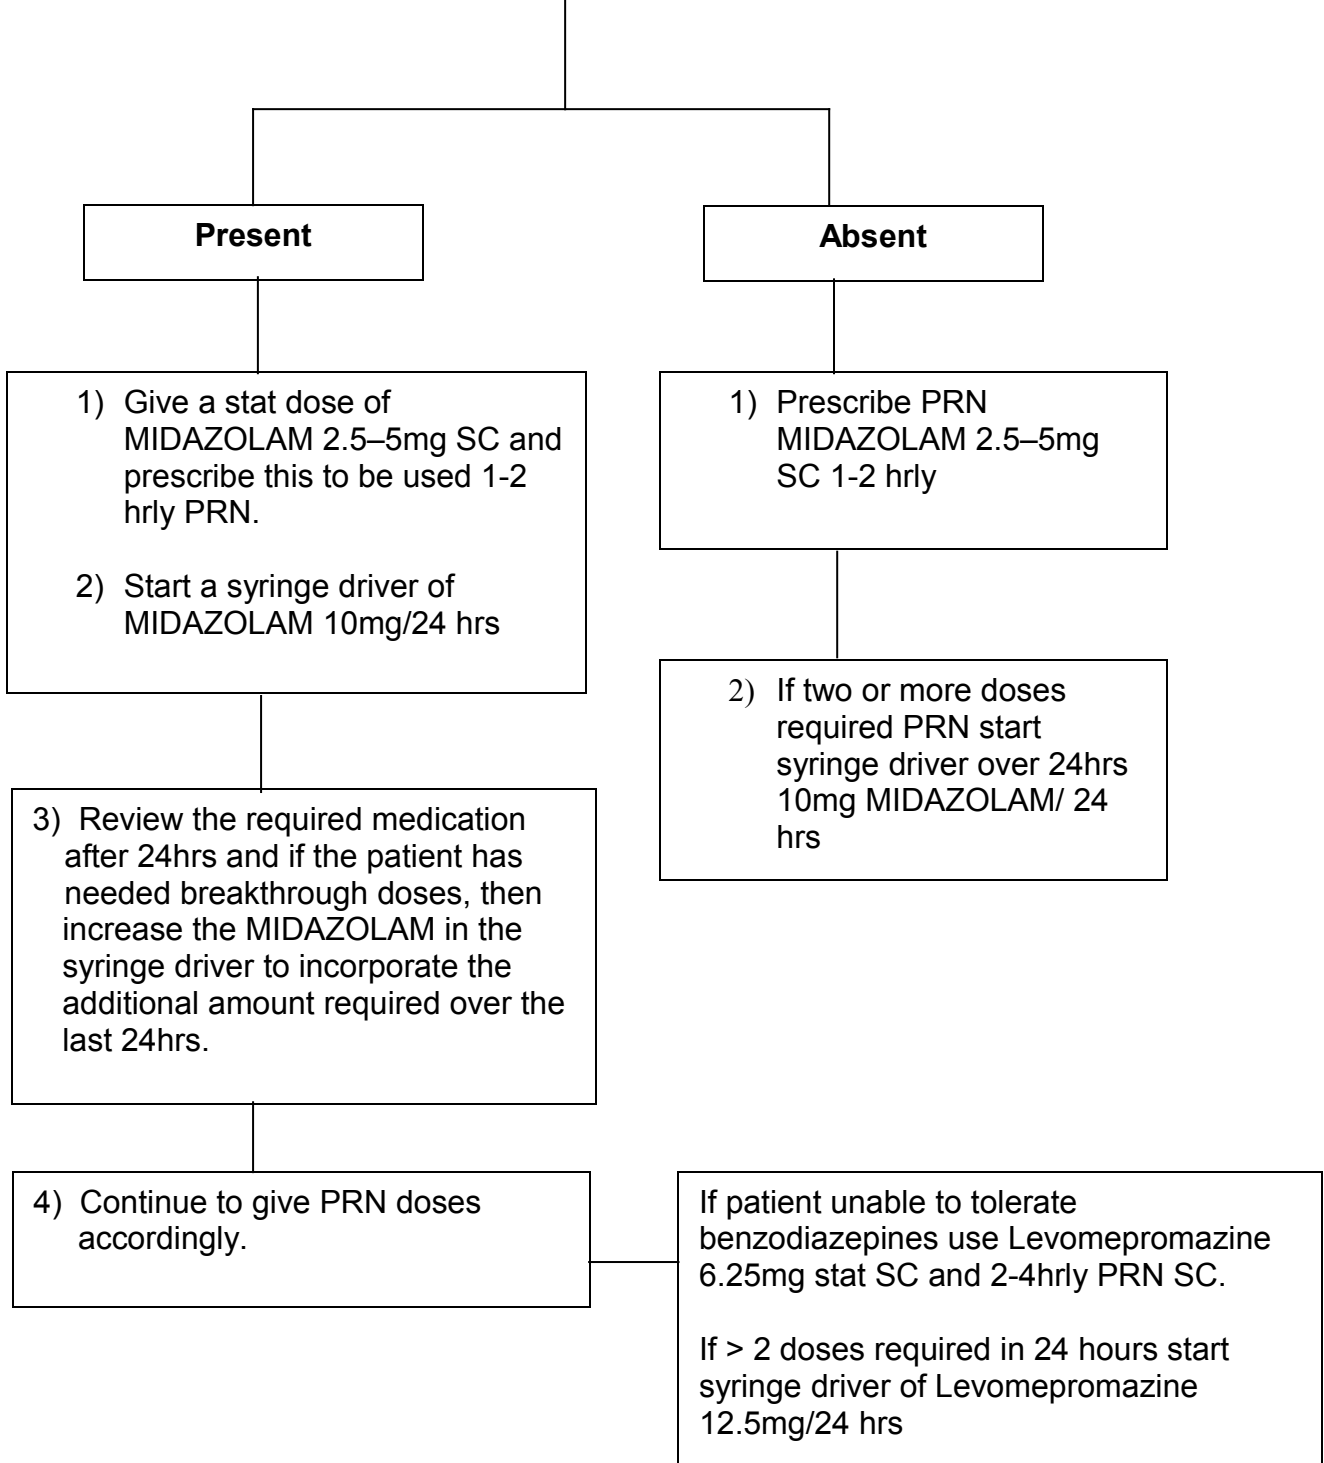 Present
Absent
1) Give a stat dose of
MIDAZOLAM 2.5–5mg SC and
prescribe this to be used 1-2
hrly PRN.
2) Start a syringe driver of
MIDAZOLAM 10mg/24 hrs
1) Prescribe PRN
MIDAZOLAM 2.5–5mg
SC 1-2 hrly
2) If two or more doses
required PRN start
syringe driver over 24hrs
10mg MIDAZOLAM/ 24
hrs
3) Review the required medication
after 24hrs and if the patient has
needed breakthrough doses, then
increase the MIDAZOLAM in the
syringe driver to incorporate the
additional amount required over the
last 24hrs.
4) Continue to give PRN doses
accordingly.
If patient unable to tolerate
benzodiazepines use Levomepromazine
6.25mg stat SC and 2-4hrly PRN SC.
If > 2 doses required in 24 hours start
syringe driver of Levomepromazine
12.5mg/24 hrs